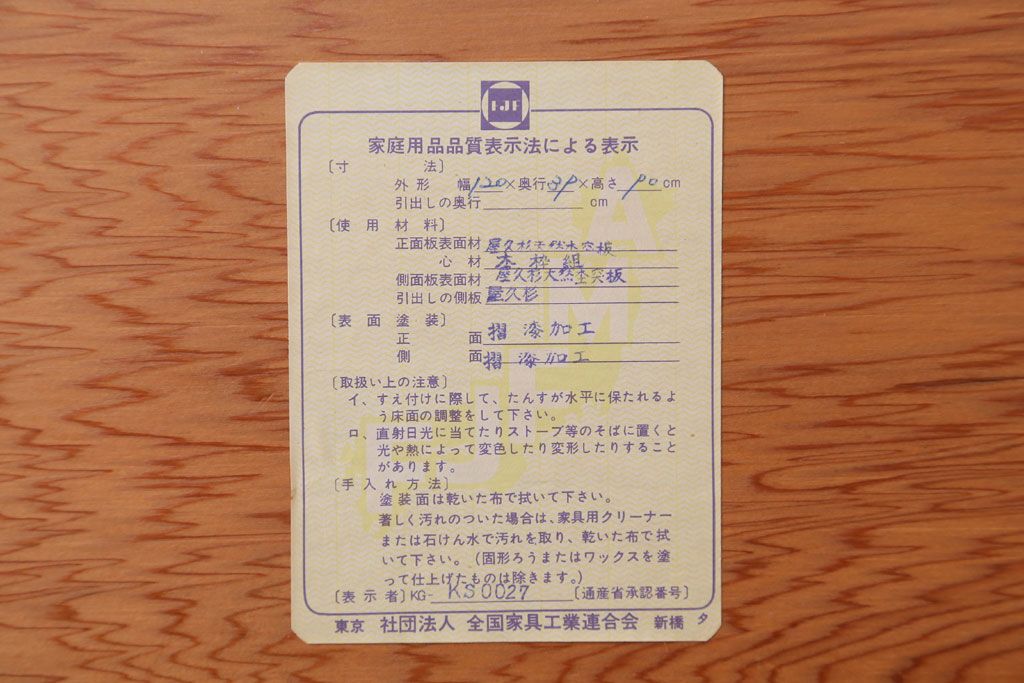 FJF
家庭用品品質表示法による表示
〔寸法〕
外形 幅120×奥行 ×高さ90cm
引出しの奥行 cm
〔使用材料〕
正面板表面材 屋久杉天然木突板
心材 杢枠組
側面板表面材 屋久杉天然杢突板
引出しの側板 屋久杉
〔表面塗装〕
正面 摺漆加工
側面 摺漆加工
〔取扱い上の注意〕
イ、すえ付けに際して、たんすが水平に保たれるよ
う床面の調整をして下さい。
ロ、直射日光に当てたりストーブ等のそばに置くと
光や熱によって変色したり変形したりすること
があります。
〔手入れ方法〕
塗装面は乾いた布で拭いて下さい。
著しく汚れのついた場合は、家具用クリーナー
または石けん水で汚れを取り、乾いた布で拭
いて下さい。(固形ろうまたはワックスを塗
って仕上げたものは除きます。)
〔表示者〕KG-KS0027〔通産省承認番号〕
東京 社団法人 全国家具工業連合会 新橋 タ